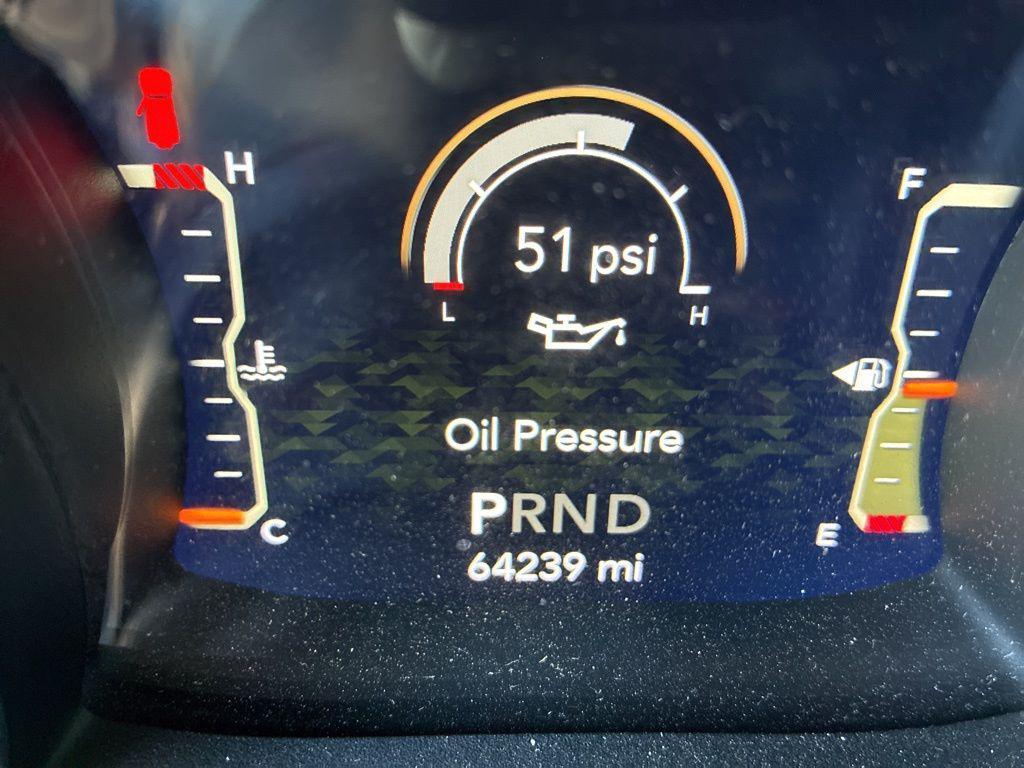 H
F
51 psi
L
H
Oil Pressure
PRND
C
E
64239 mi